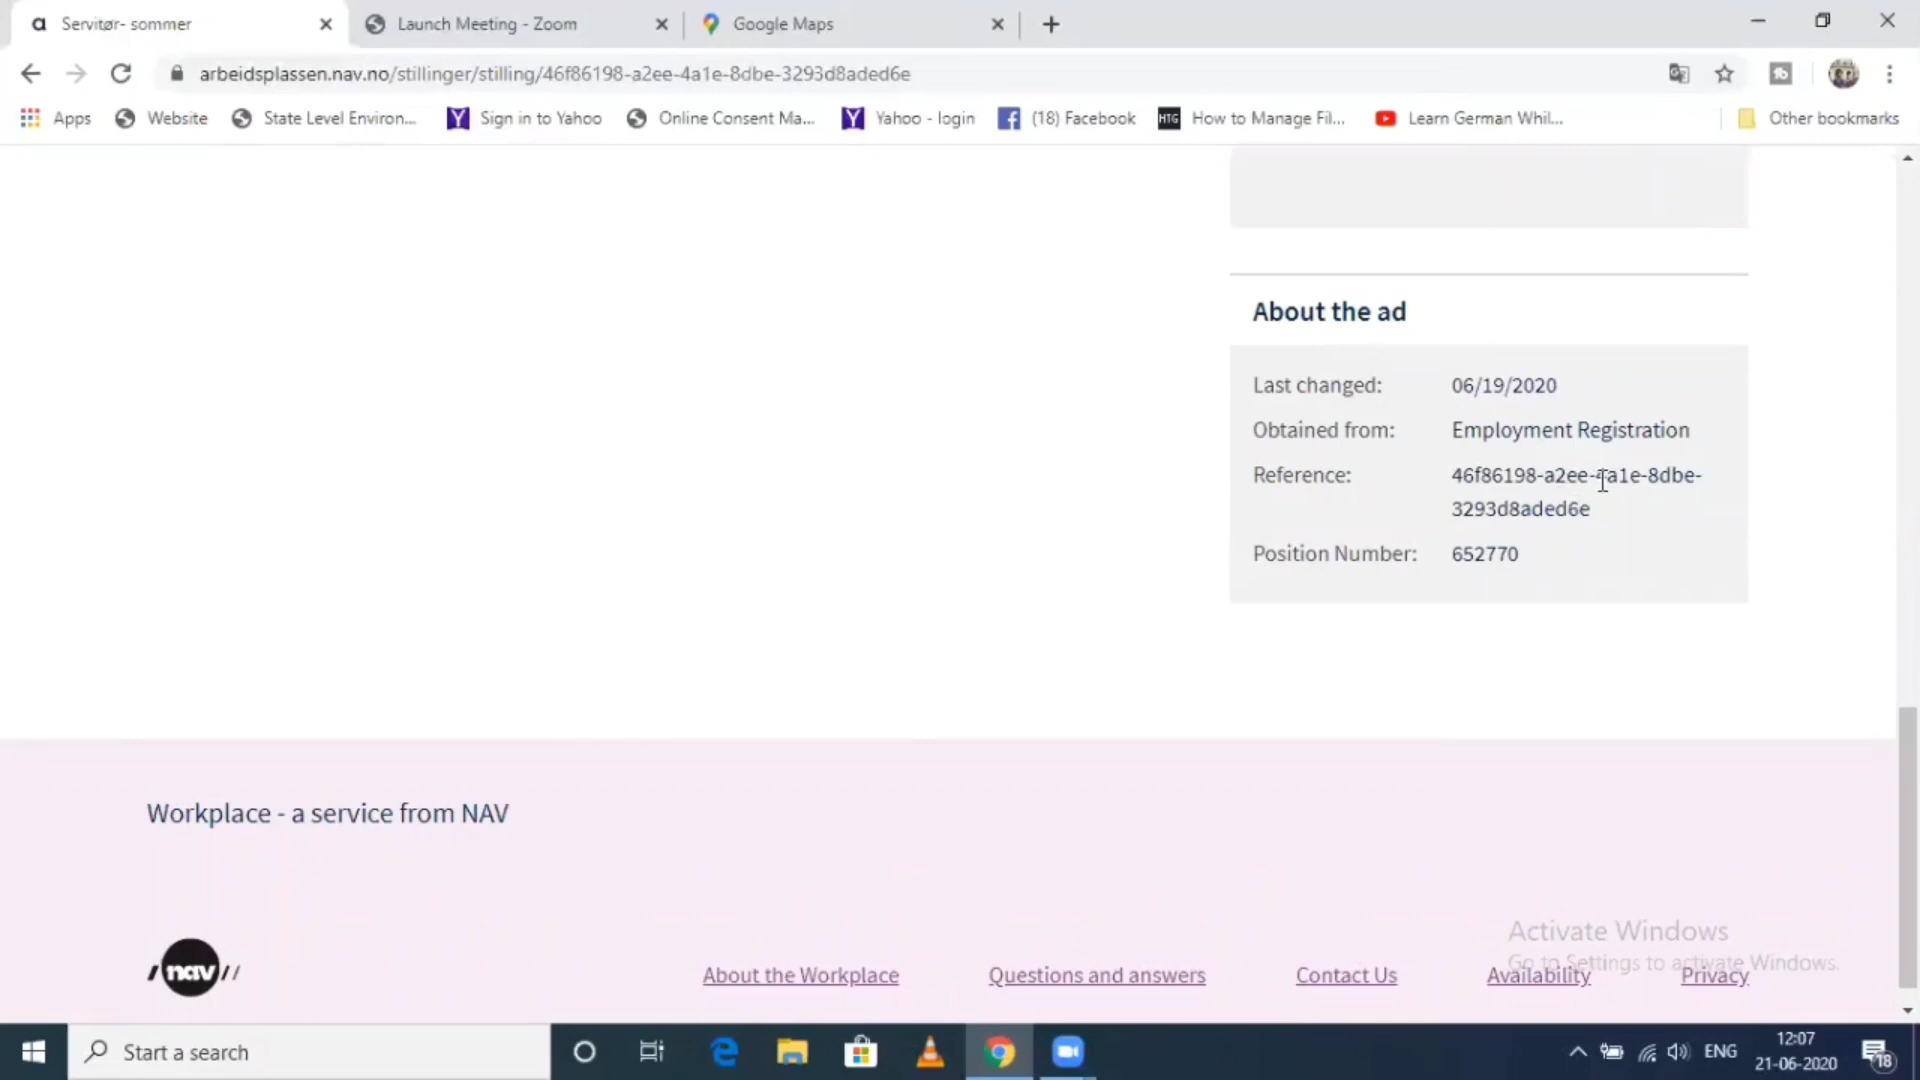 Servitør- sommer
Launch Meeting - Zoom
Google Maps
arbeidsplassen.nav.no/stillinger/stilling/46f86198-a2ee-4a1e-8dbe-3293d8aded6e
Apps
Website
State Level Environ...
Sign in to Yahoo
Online Consent Ma...
Yahoo - login
(18) Facebook
HTG
How to Manage Fil...
Learn German Whil...
Other bookmarks
About the ad
Last changed: 06/19/2020
Obtained from: Employment Registration
Reference: 46f86198-a2ee-4a1e-8dbe-
3293d8aded6e
Position Number: 652770
Workplace - a service from NAV
nav
About the Workplace
Questions and answers
Contact Us
Availability
Privacy
Activate Windows
Go to Settings to activate Windows.
Start a search
ENG
12:07
21-06-2020
18